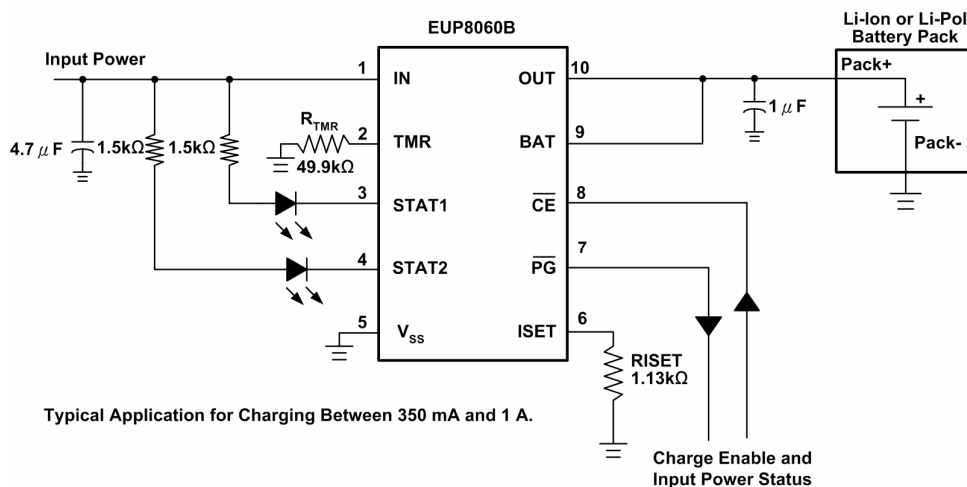 EUP8060B
Li-Ion or Li-Pol
Battery Pack
Input Power
1
IN
OUT
10
Pack+
+
Pack-
4.7 μF
1.5kΩ
1.5kΩ
R_TMR
49.9kΩ
2
TMR
BAT
9
1 μF
3
STAT1
C̅E̅
8
4
STAT2
P̅G̅
7
5
V_SS
ISET
6
RISET
1.13kΩ
Typical Application for Charging Between 350 mA and 1 A.
Charge Enable and
Input Power Status